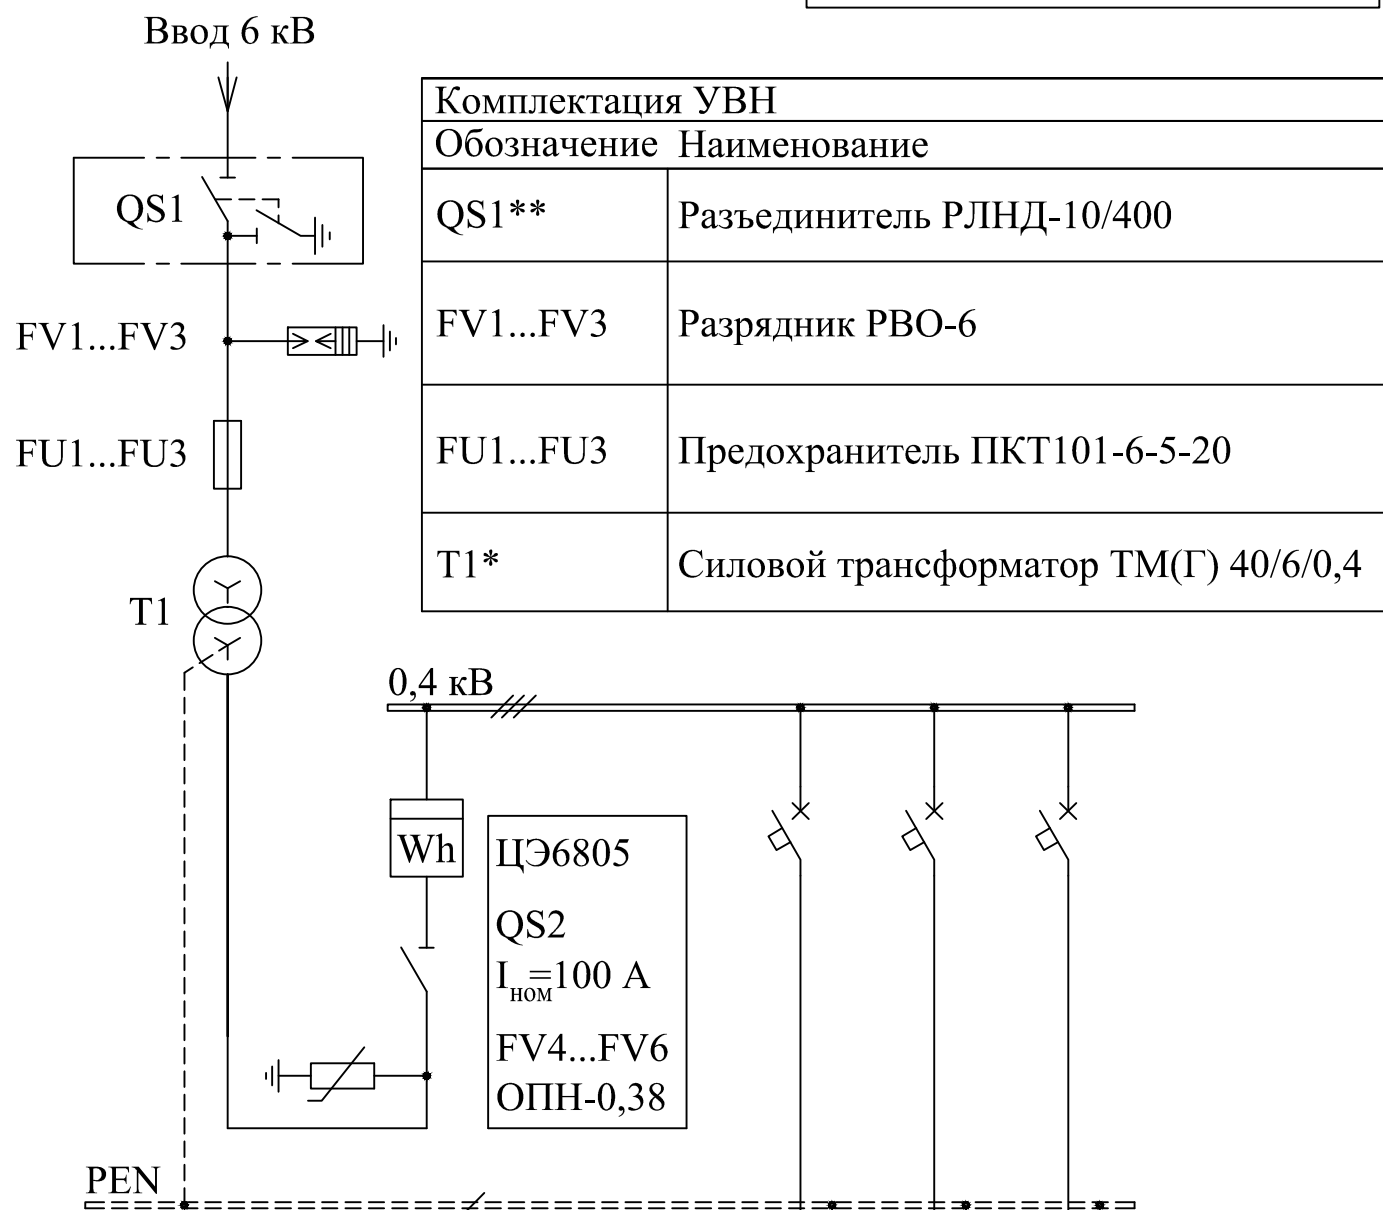 Ввод 6 кВ
Комплектация УВН
Обозначение Наименование
QS1
QS1** Разъединитель РЛНД-10/400
FV1...FV3
FV1...FV3 Разрядник РВО-6
FU1...FU3
FU1...FU3 Предохранитель ПКТ101-6-5-20
T1
T1* Силовой трансформатор ТМ(Г) 40/6/0,4
0,4 кВ
Wh
ЦЭ6805
QS2
Iном=100 А
FV4...FV6
ОПН-0,38
PEN